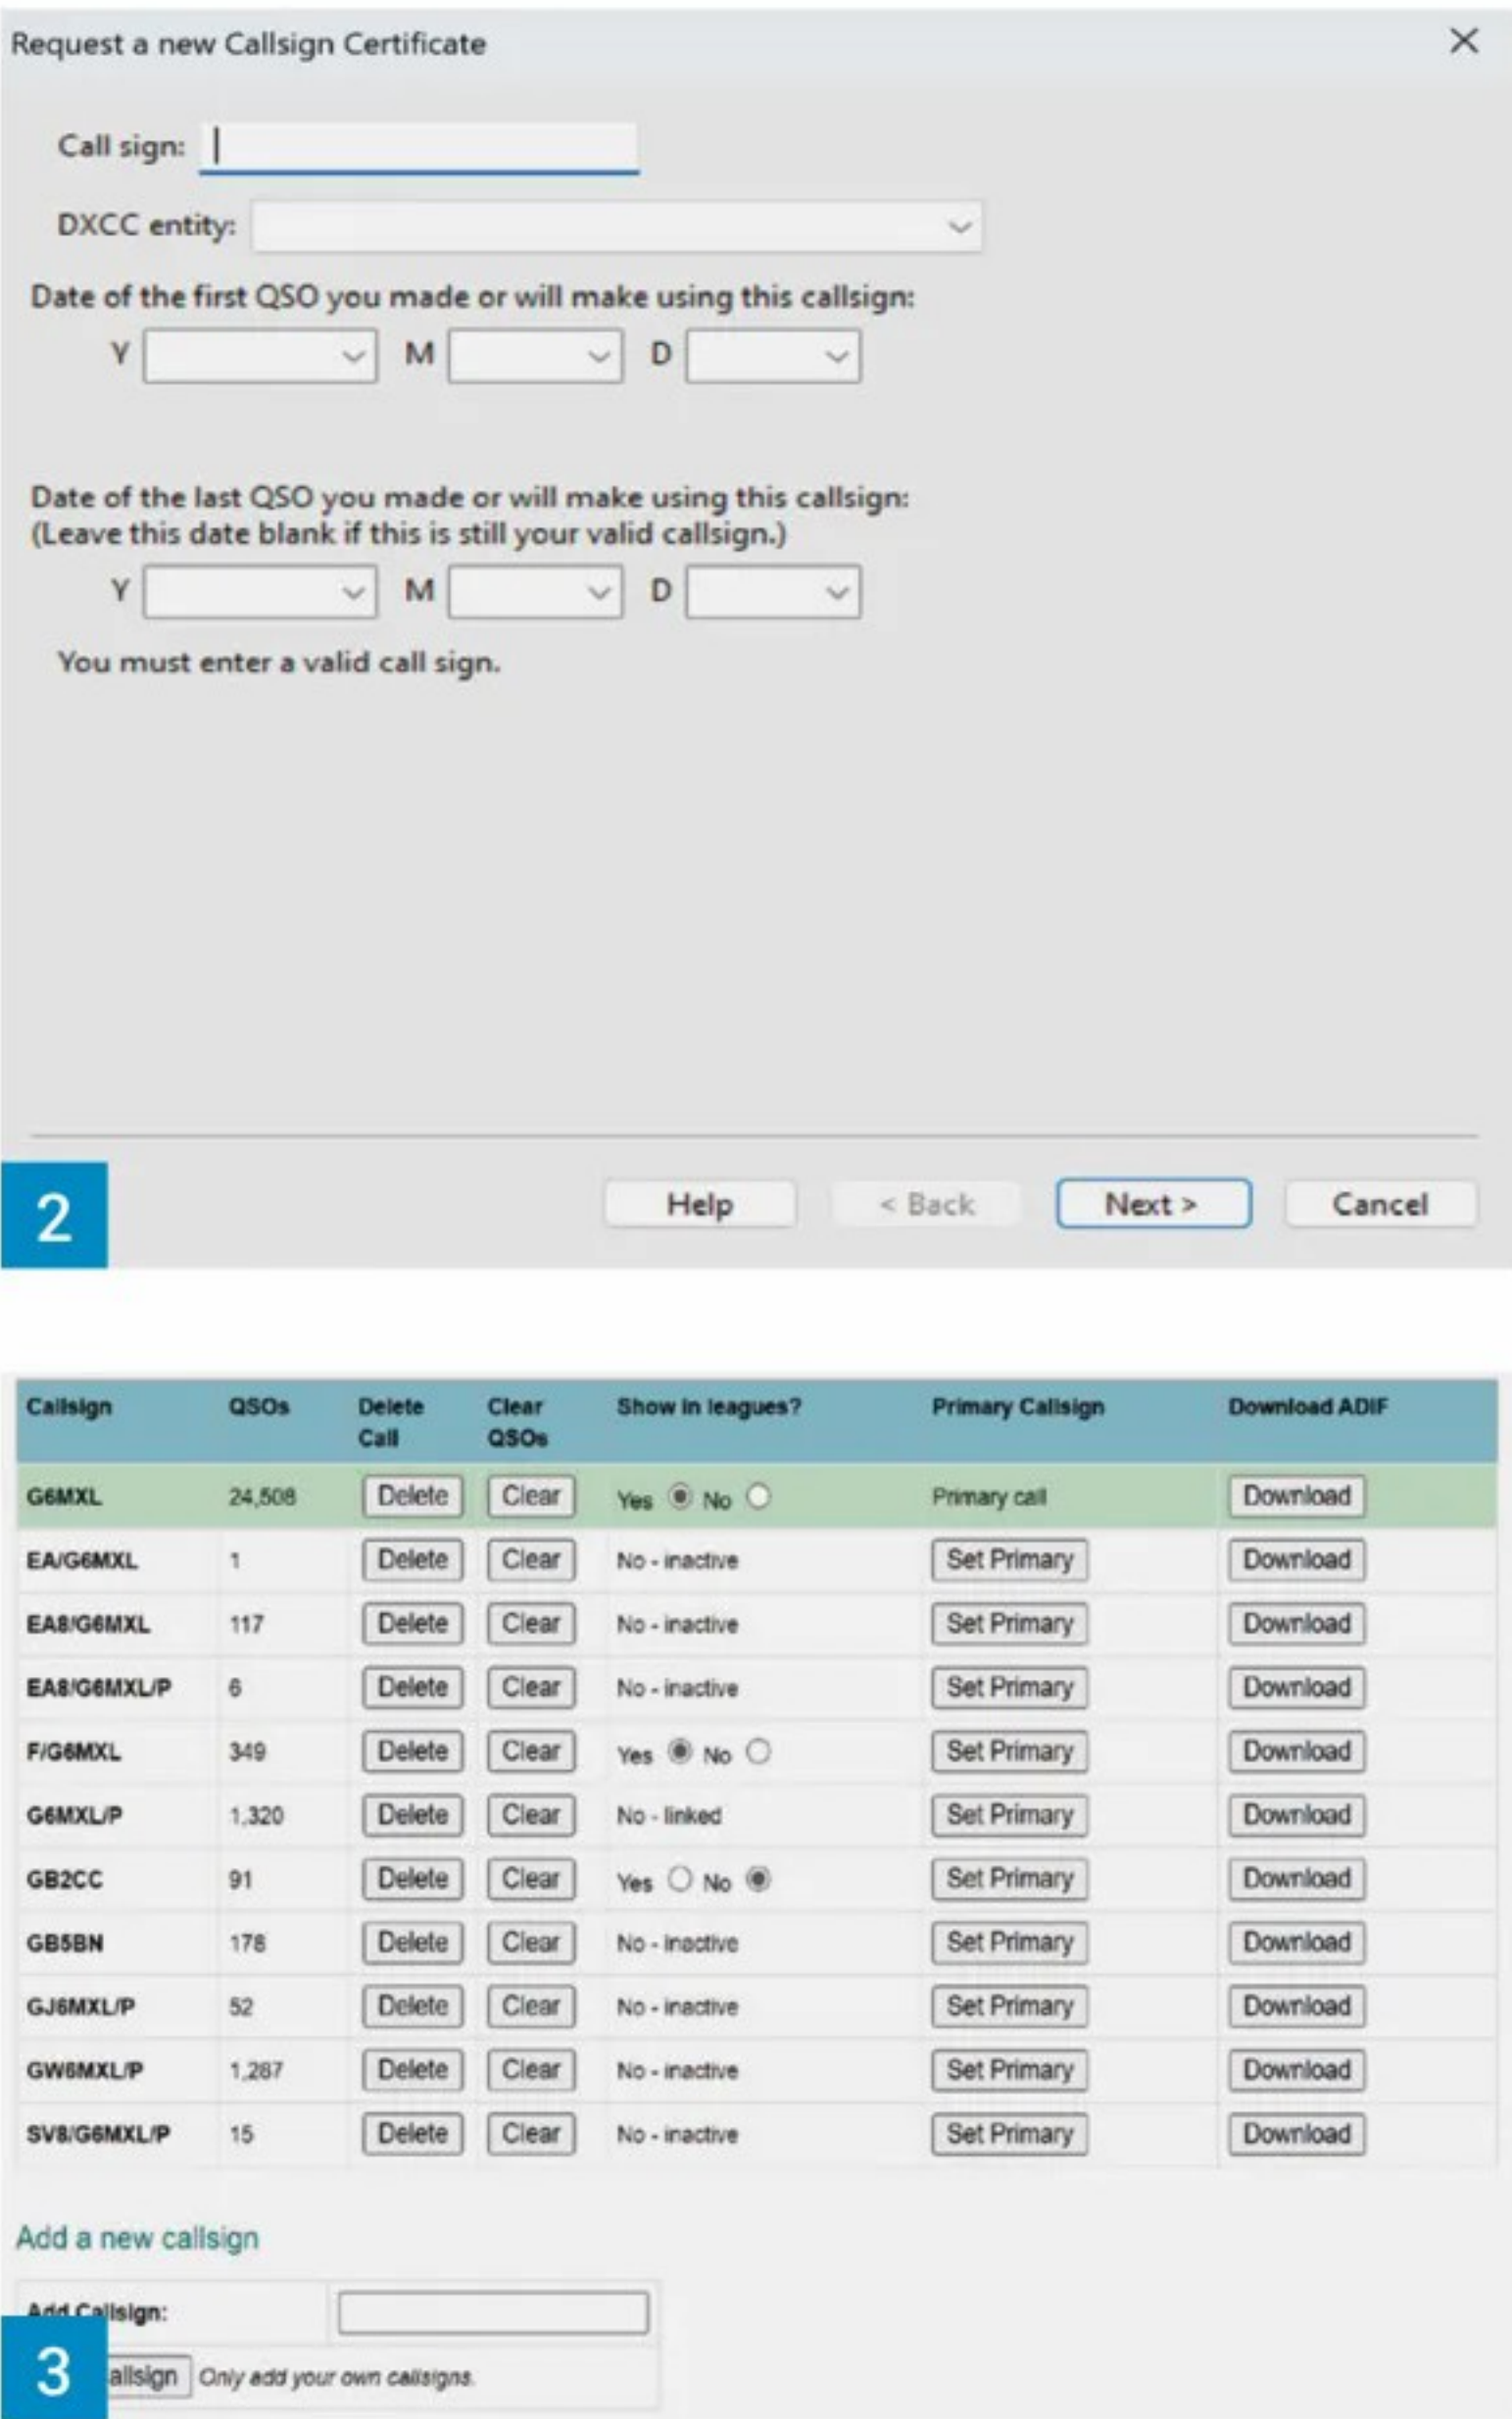 Request a new Callsign Certificate
Call sign:
DXCC entity:
Date of the first QSO you made or will make using this callsign:
Y M D
Date of the last QSO you made or will make using this callsign:
(Leave this date blank if this is still your valid callsign.)
Y M D
You must enter a valid call sign.
Help < Back Next > Cancel
2
Callsign QSOs Delete Call Clear QSOs Show in leagues? Primary Callsign Download ADIF
G6MXL 24,508 Delete Clear Yes No Primary call Download
EA/G6MXL 1 Delete Clear No - inactive Set Primary Download
EA8/G6MXL 117 Delete Clear No - inactive Set Primary Download
EA8/G6MXL/P 6 Delete Clear No - inactive Set Primary Download
F/G6MXL 349 Delete Clear Yes No Set Primary Download
G6MXL/P 1,320 Delete Clear No - linked Set Primary Download
GB2CC 91 Delete Clear Yes No Set Primary Download
GB5BN 178 Delete Clear No - inactive Set Primary Download
GJ6MXL/P 52 Delete Clear No - inactive Set Primary Download
GW6MXL/P 1,287 Delete Clear No - inactive Set Primary Download
SV8/G6MXL/P 15 Delete Clear No - inactive Set Primary Download
Add a new callsign
Add Callsign:
allsign Only add your own callsigns.
3